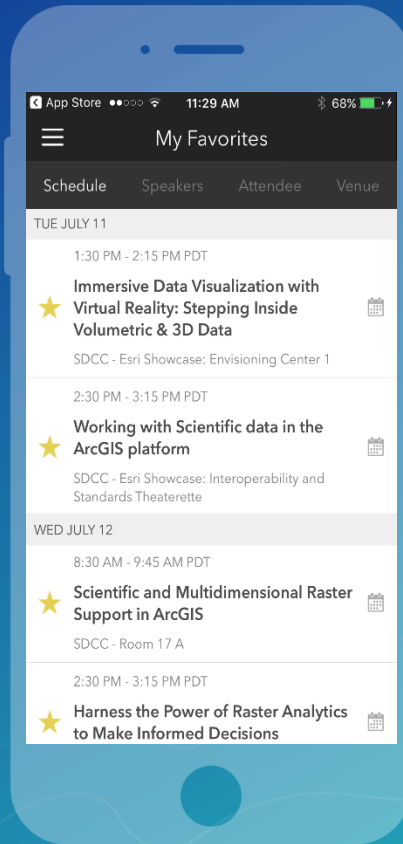 App Store 11:29 AM 68%
My Favorites
Schedule Speakers Attendee Venue
TUE JULY 11
1:30 PM - 2:15 PM PDT
Immersive Data Visualization with
Virtual Reality: Stepping Inside
Volumetric & 3D Data
SDCC - Esri Showcase: Envisioning Center 1
2:30 PM - 3:15 PM PDT
Working with Scientific data in the
ArcGIS platform
SDCC - Esri Showcase: Interoperability and
Standards Theaterette
WED JULY 12
8:30 AM - 9:45 AM PDT
Scientific and Multidimensional Raster
Support in ArcGIS
SDCC - Room 17 A
2:30 PM - 3:15 PM PDT
Harness the Power of Raster Analytics
to Make Informed Decisions